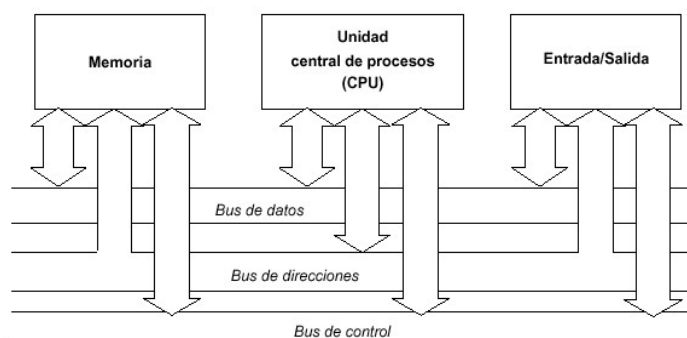 Memoria
Unidad
central de procesos
(CPU)
Entrada/Salida
Bus de datos
Bus de direcciones
Bus de control